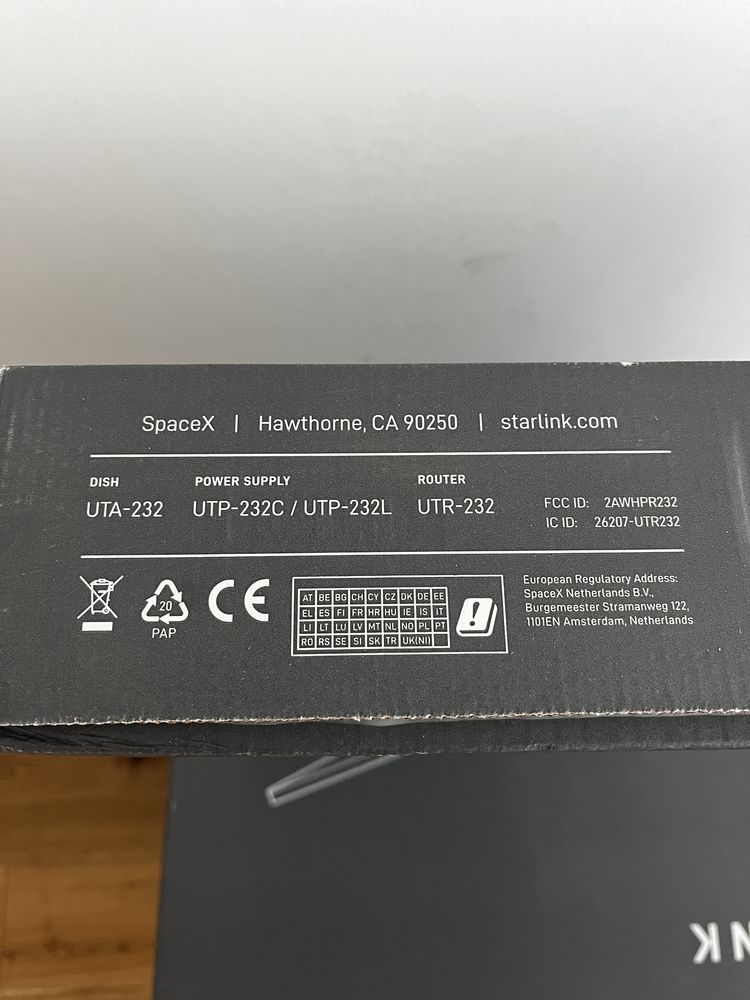 SpaceX | Hawthorne, CA 90250 | starlink.com
DISH POWER SUPPLY ROUTER
UTA-232 UTP-232C / UTP-232L UTR-232
FCC ID: 2AWHPR232
IC ID: 26207-UTR232
20
PAP
CE
AT BE BG CH CY CZ DK DE EE
EL ES FI FR HR HU IE IS IT
LI LT LU LV MT NL NO PL PT
RO RS SE SI SK TR UK(NI)
European Regulatory Address:
SpaceX Netherlands B.V.,
Burgemeester Stramanweg 122,
1101EN Amsterdam, Netherlands
NK